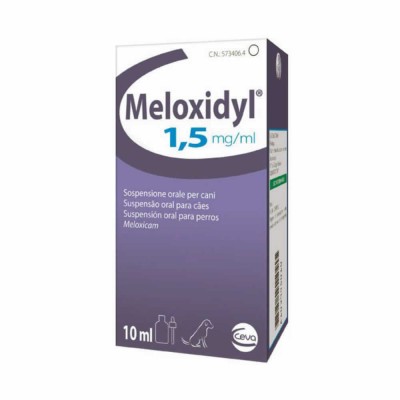 CN.: 573406.4
Meloxidyl®
1,5 mg/ml
Sospensione orale per cani
Suspensão oral para cães
Suspensión oral para perros
Meloxicam
10 ml
Ceva